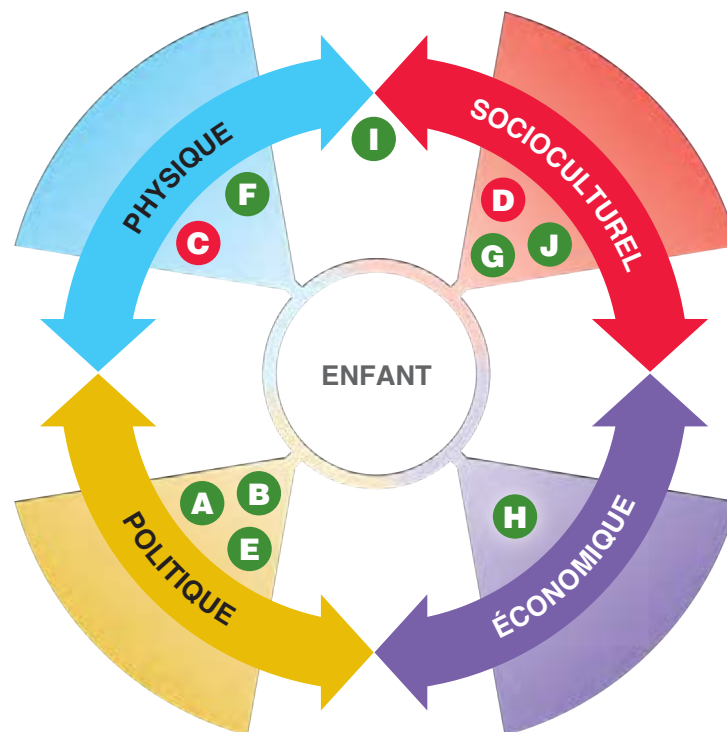 PHYSIQUE
SOCIOCULTUREL
I
F
C
D
G
J
ENFANT
A
B
E
H
POLITIQUE
ÉCONOMIQUE